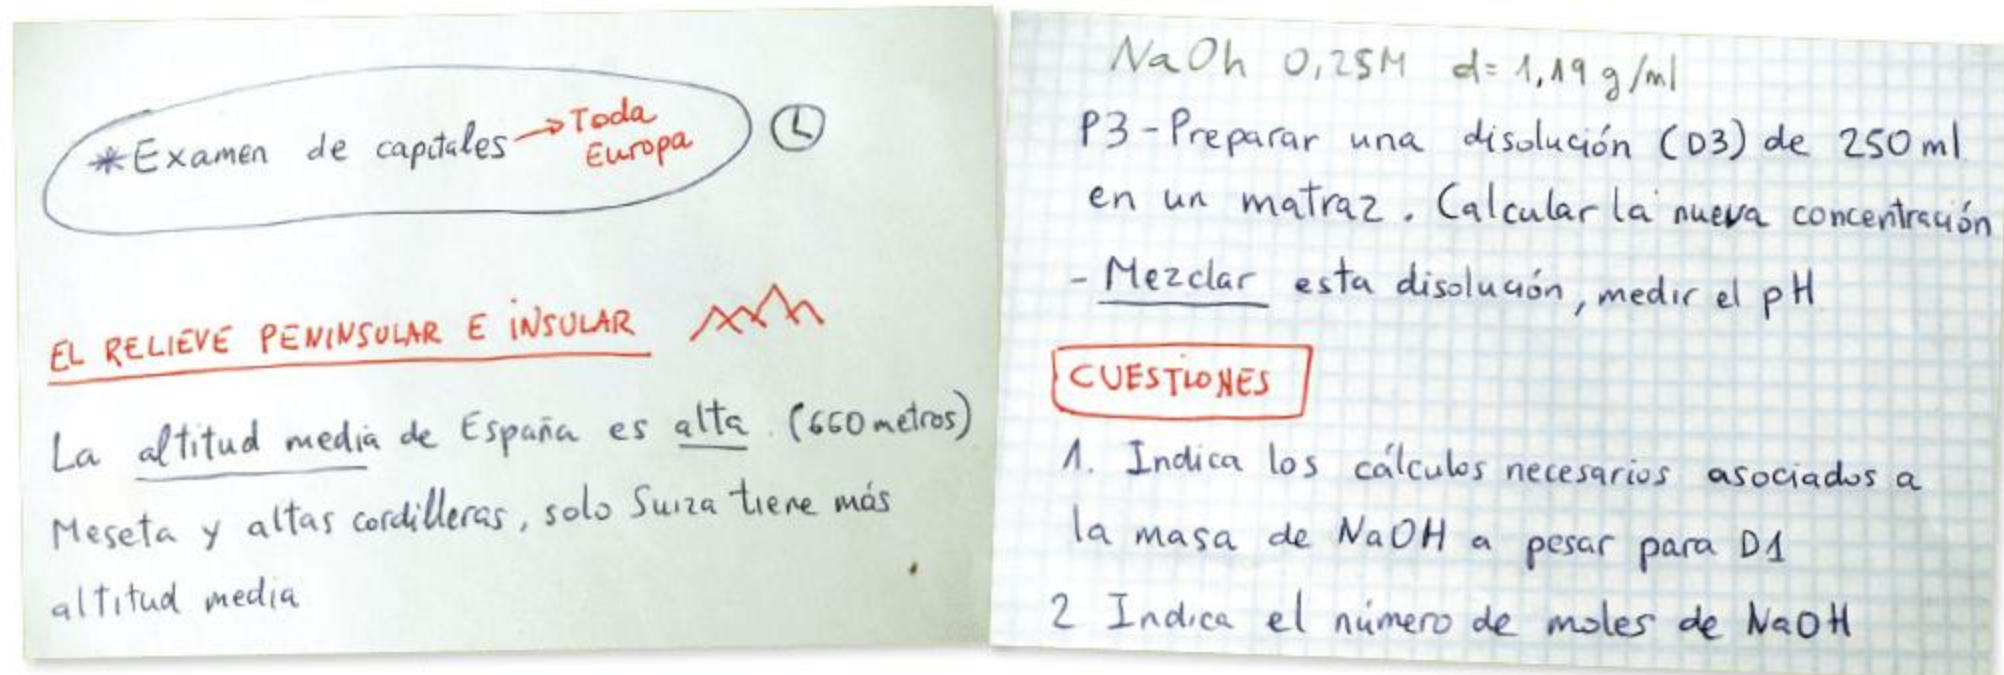 *Examen de capitales → Toda
Europa
EL RELIEVE PENINSULAR E INSULAR
La altitud media de España es alta. (660 metros)
Meseta y altas cordilleras, solo Suiza tiene más
altitud media
NaOh 0,25M d= 1,19 g/ml
P3-Preparar una disolución (D3) de 250 ml
en un matraz. Calcular la nueva concentración
- Mezclar esta disolución, medir el pH
CUESTIONES
1. Indica los cálculos necesarios asociados a
la masa de NaOH a pesar para D1
2 Indica el número de moles de NaOH